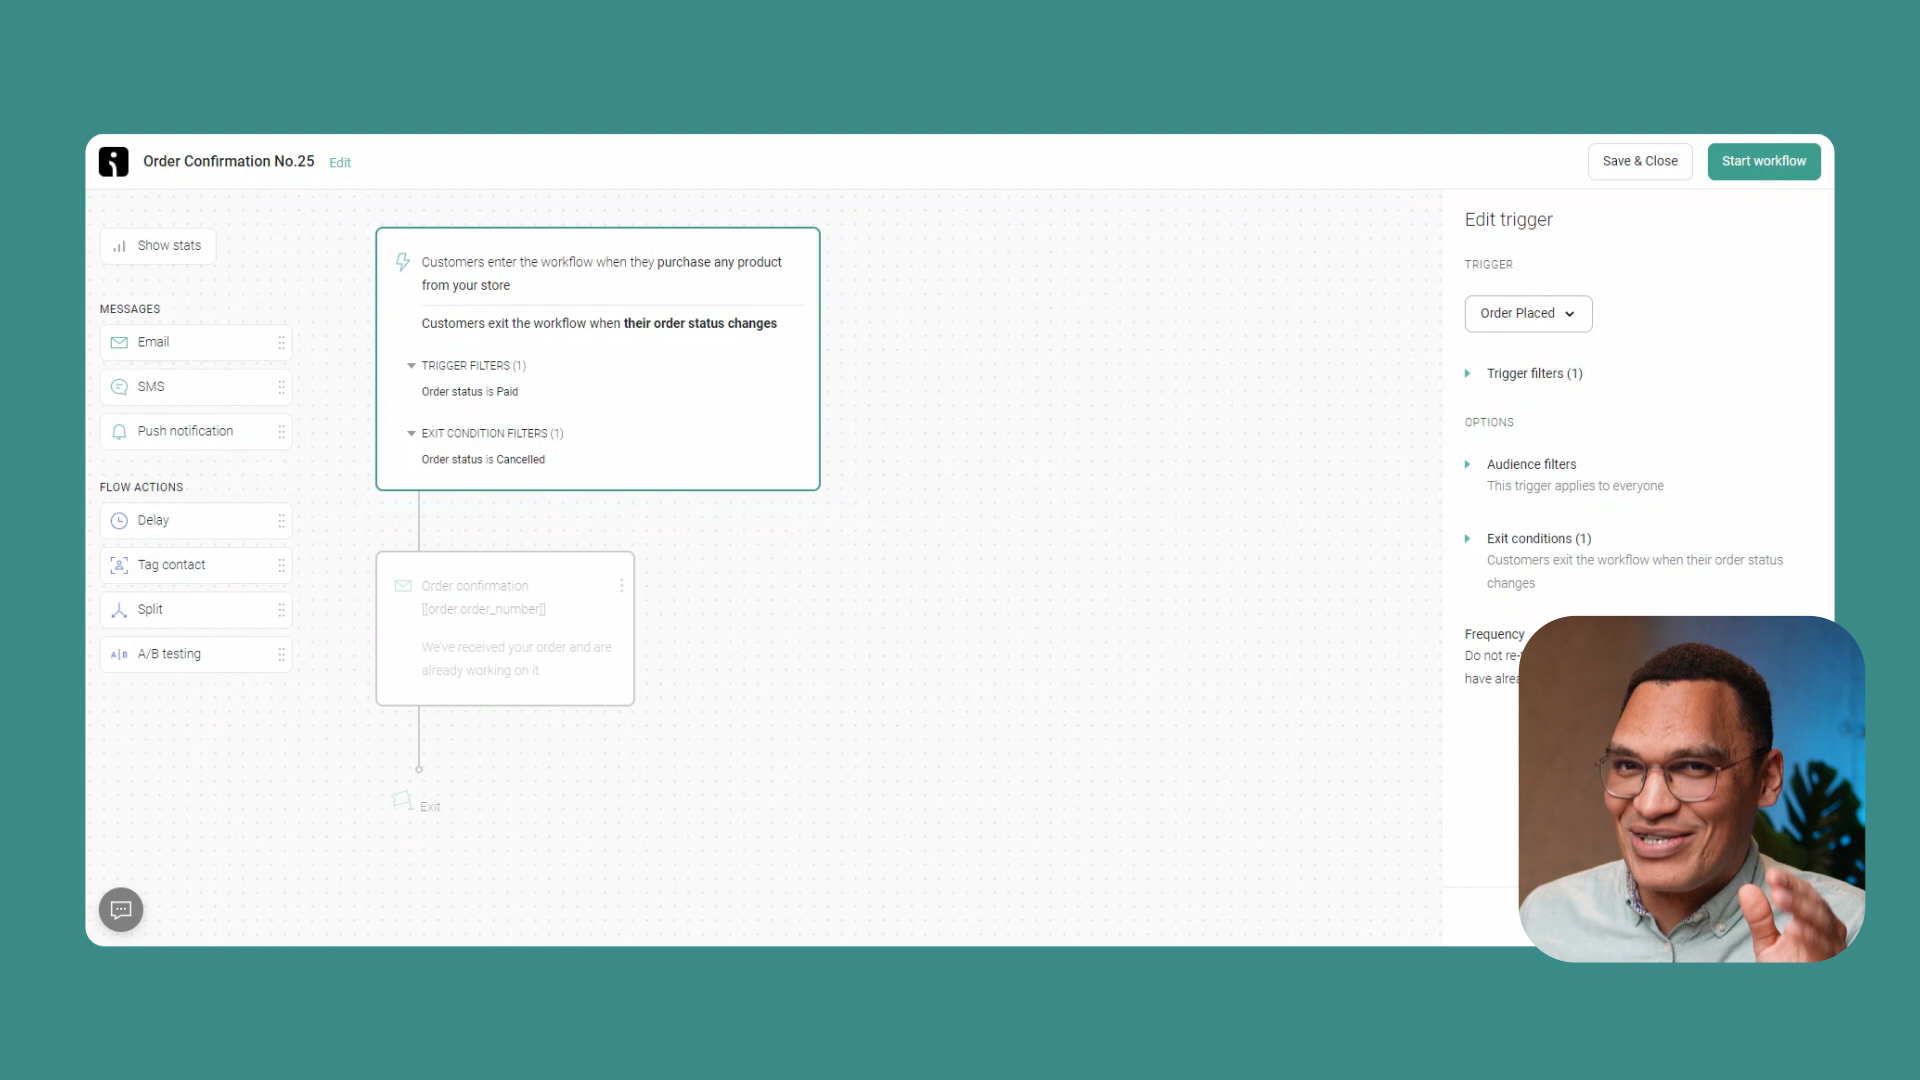 Order Confirmation No.25 Edit
Save & Close
Start workflow
Show stats
MESSAGES
Email
SMS
Push notification
FLOW ACTIONS
Delay
Tag contact
Split
A|B A/B testing
Customers enter the workflow when they purchase any product
from your store
Customers exit the workflow when their order status changes
TRIGGER FILTERS (1)
Order status is Paid
EXIT CONDITION FILTERS (1)
Order status is Cancelled
Order confirmation
[[order.order_number]]
We've received your order and are
already working on it
Exit
Edit trigger
TRIGGER
Order Placed
Trigger filters (1)
OPTIONS
Audience filters
This trigger applies to everyone
Exit conditions (1)
Customers exit the workflow when their order status
changes
Frequency
Do not re-
have